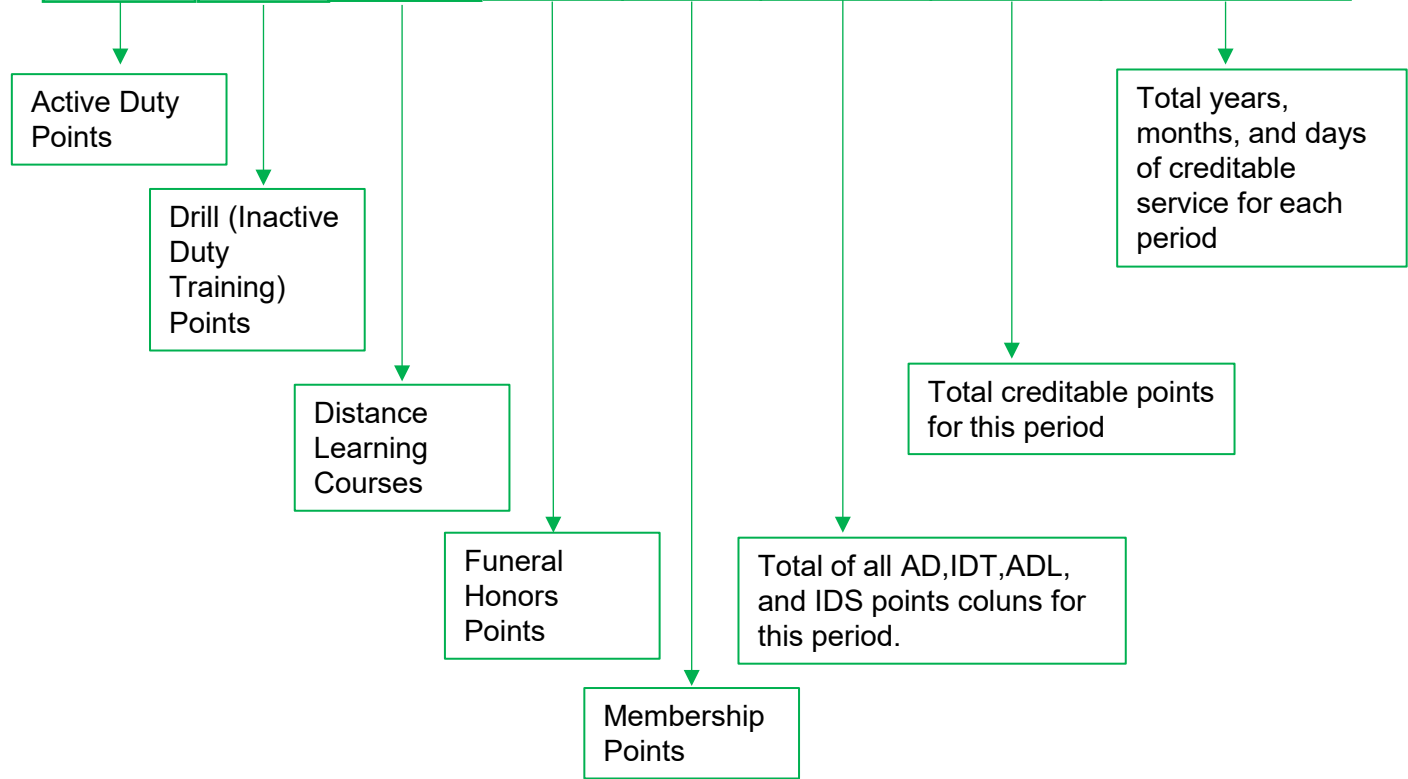 Active Duty
Points
Drill (Inactive
Duty
Training)
Points
Distance
Learning
Courses
Funeral
Honors
Points
Membership
Points
Total of all AD,IDT,ADL,
and IDS points coluns for
this period.
Total creditable points
for this period
Total years,
months, and days
of creditable
service for each
period